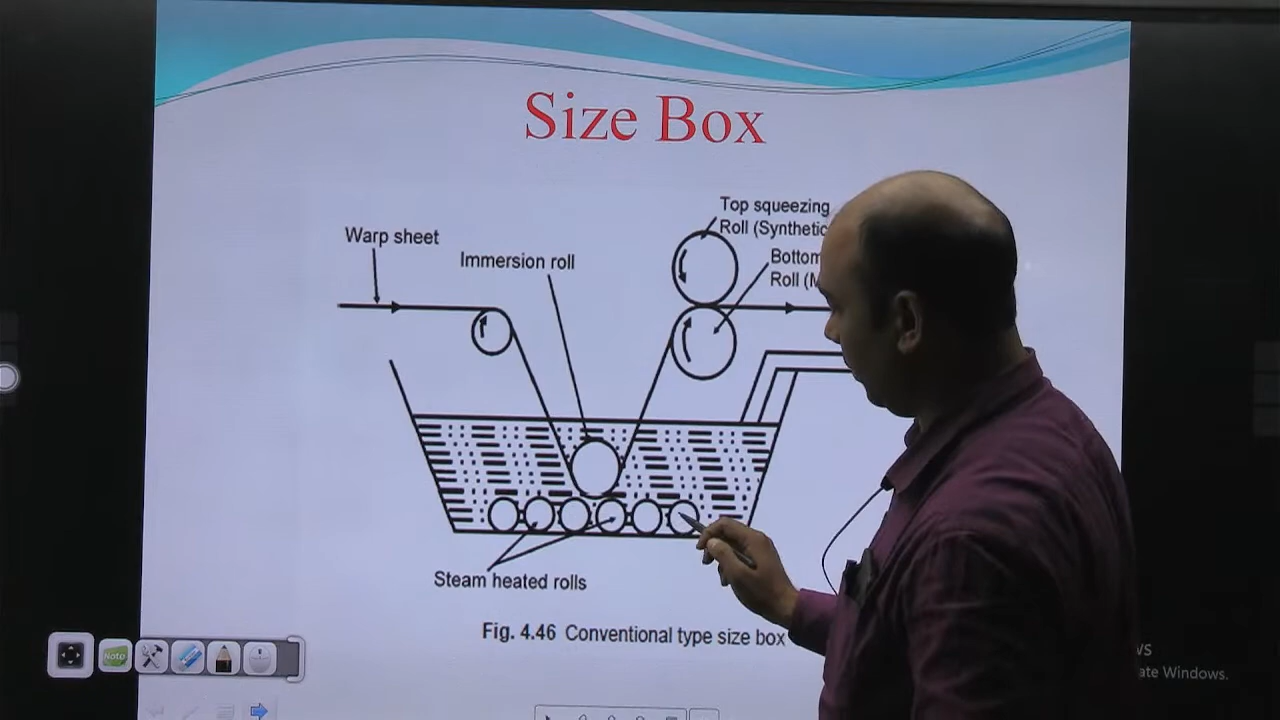 Size Box
Top squeezing
Roll (Synthetic
Warp sheet
Immersion roll
Bottom
Roll (M
Steam heated rolls
Fig. 4.46 Conventional type size box
Note
ate Windows.